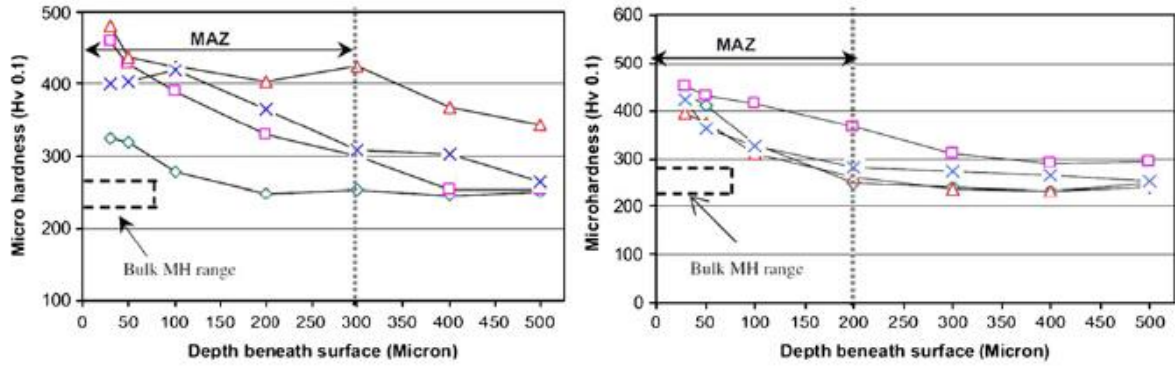 500
400
300
200
100
0 50 100 150 200 250 300 350 400 450 500
Micro hardness (Hv 0.1)
MAZ
Bulk MH range
Depth beneath surface (Micron)
600
500
400
300
200
100
0
0 50 100 150 200 250 300 350 400 450 500
Microhardness (Hv 0.1)
MAZ
Bulk MH range
Depth beneath surface (Micron)